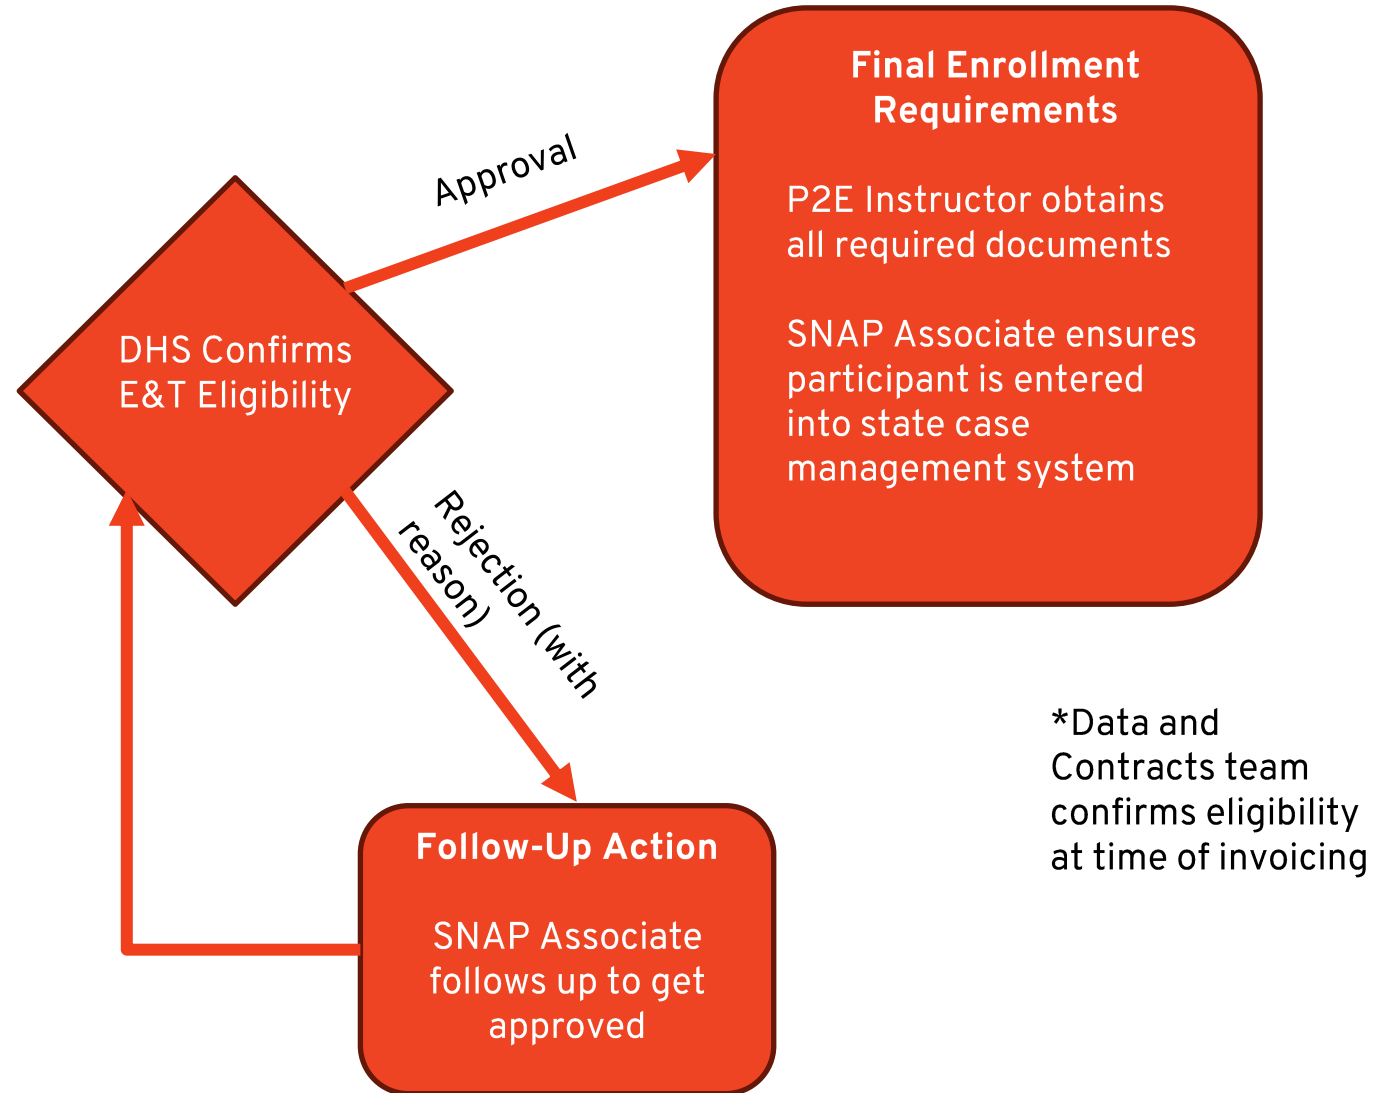 Final Enrollment
Requirements
P2E Instructor obtains
all required documents
SNAP Associate ensures
participant is entered
into state case
management system
Approval
DHS Confirms
E&T Eligibility
Rejection (with
reason)
*Data and
Contracts team
confirms eligibility
at time of invoicing
Follow-Up Action
SNAP Associate
follows up to get
approved